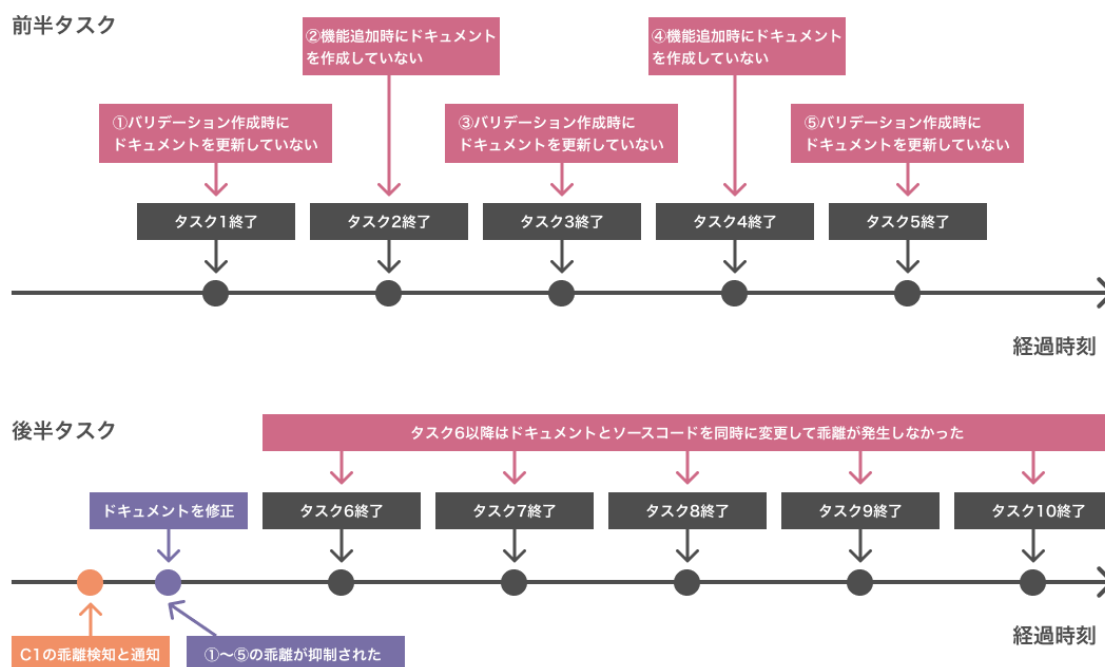 前半タスク
②機能追加時にドキュメント
を作成していない
④機能追加時にドキュメント
を作成していない
①バリデーション作成時に
ドキュメントを更新していない
③バリデーション作成時に
ドキュメントを更新していない
⑤バリデーション作成時に
ドキュメントを更新していない
タスク1終了
タスク2終了
タスク3終了
タスク4終了
タスク5終了
経過時刻
後半タスク
タスク6以降はドキュメントとソースコードを同時に変更して乖離が発生しなかった
ドキュメントを修正
タスク6終了
タスク7終了
タスク8終了
タスク9終了
タスク10終了
経過時刻
C1の乖離検知と通知
①〜⑤の乖離が抑制された